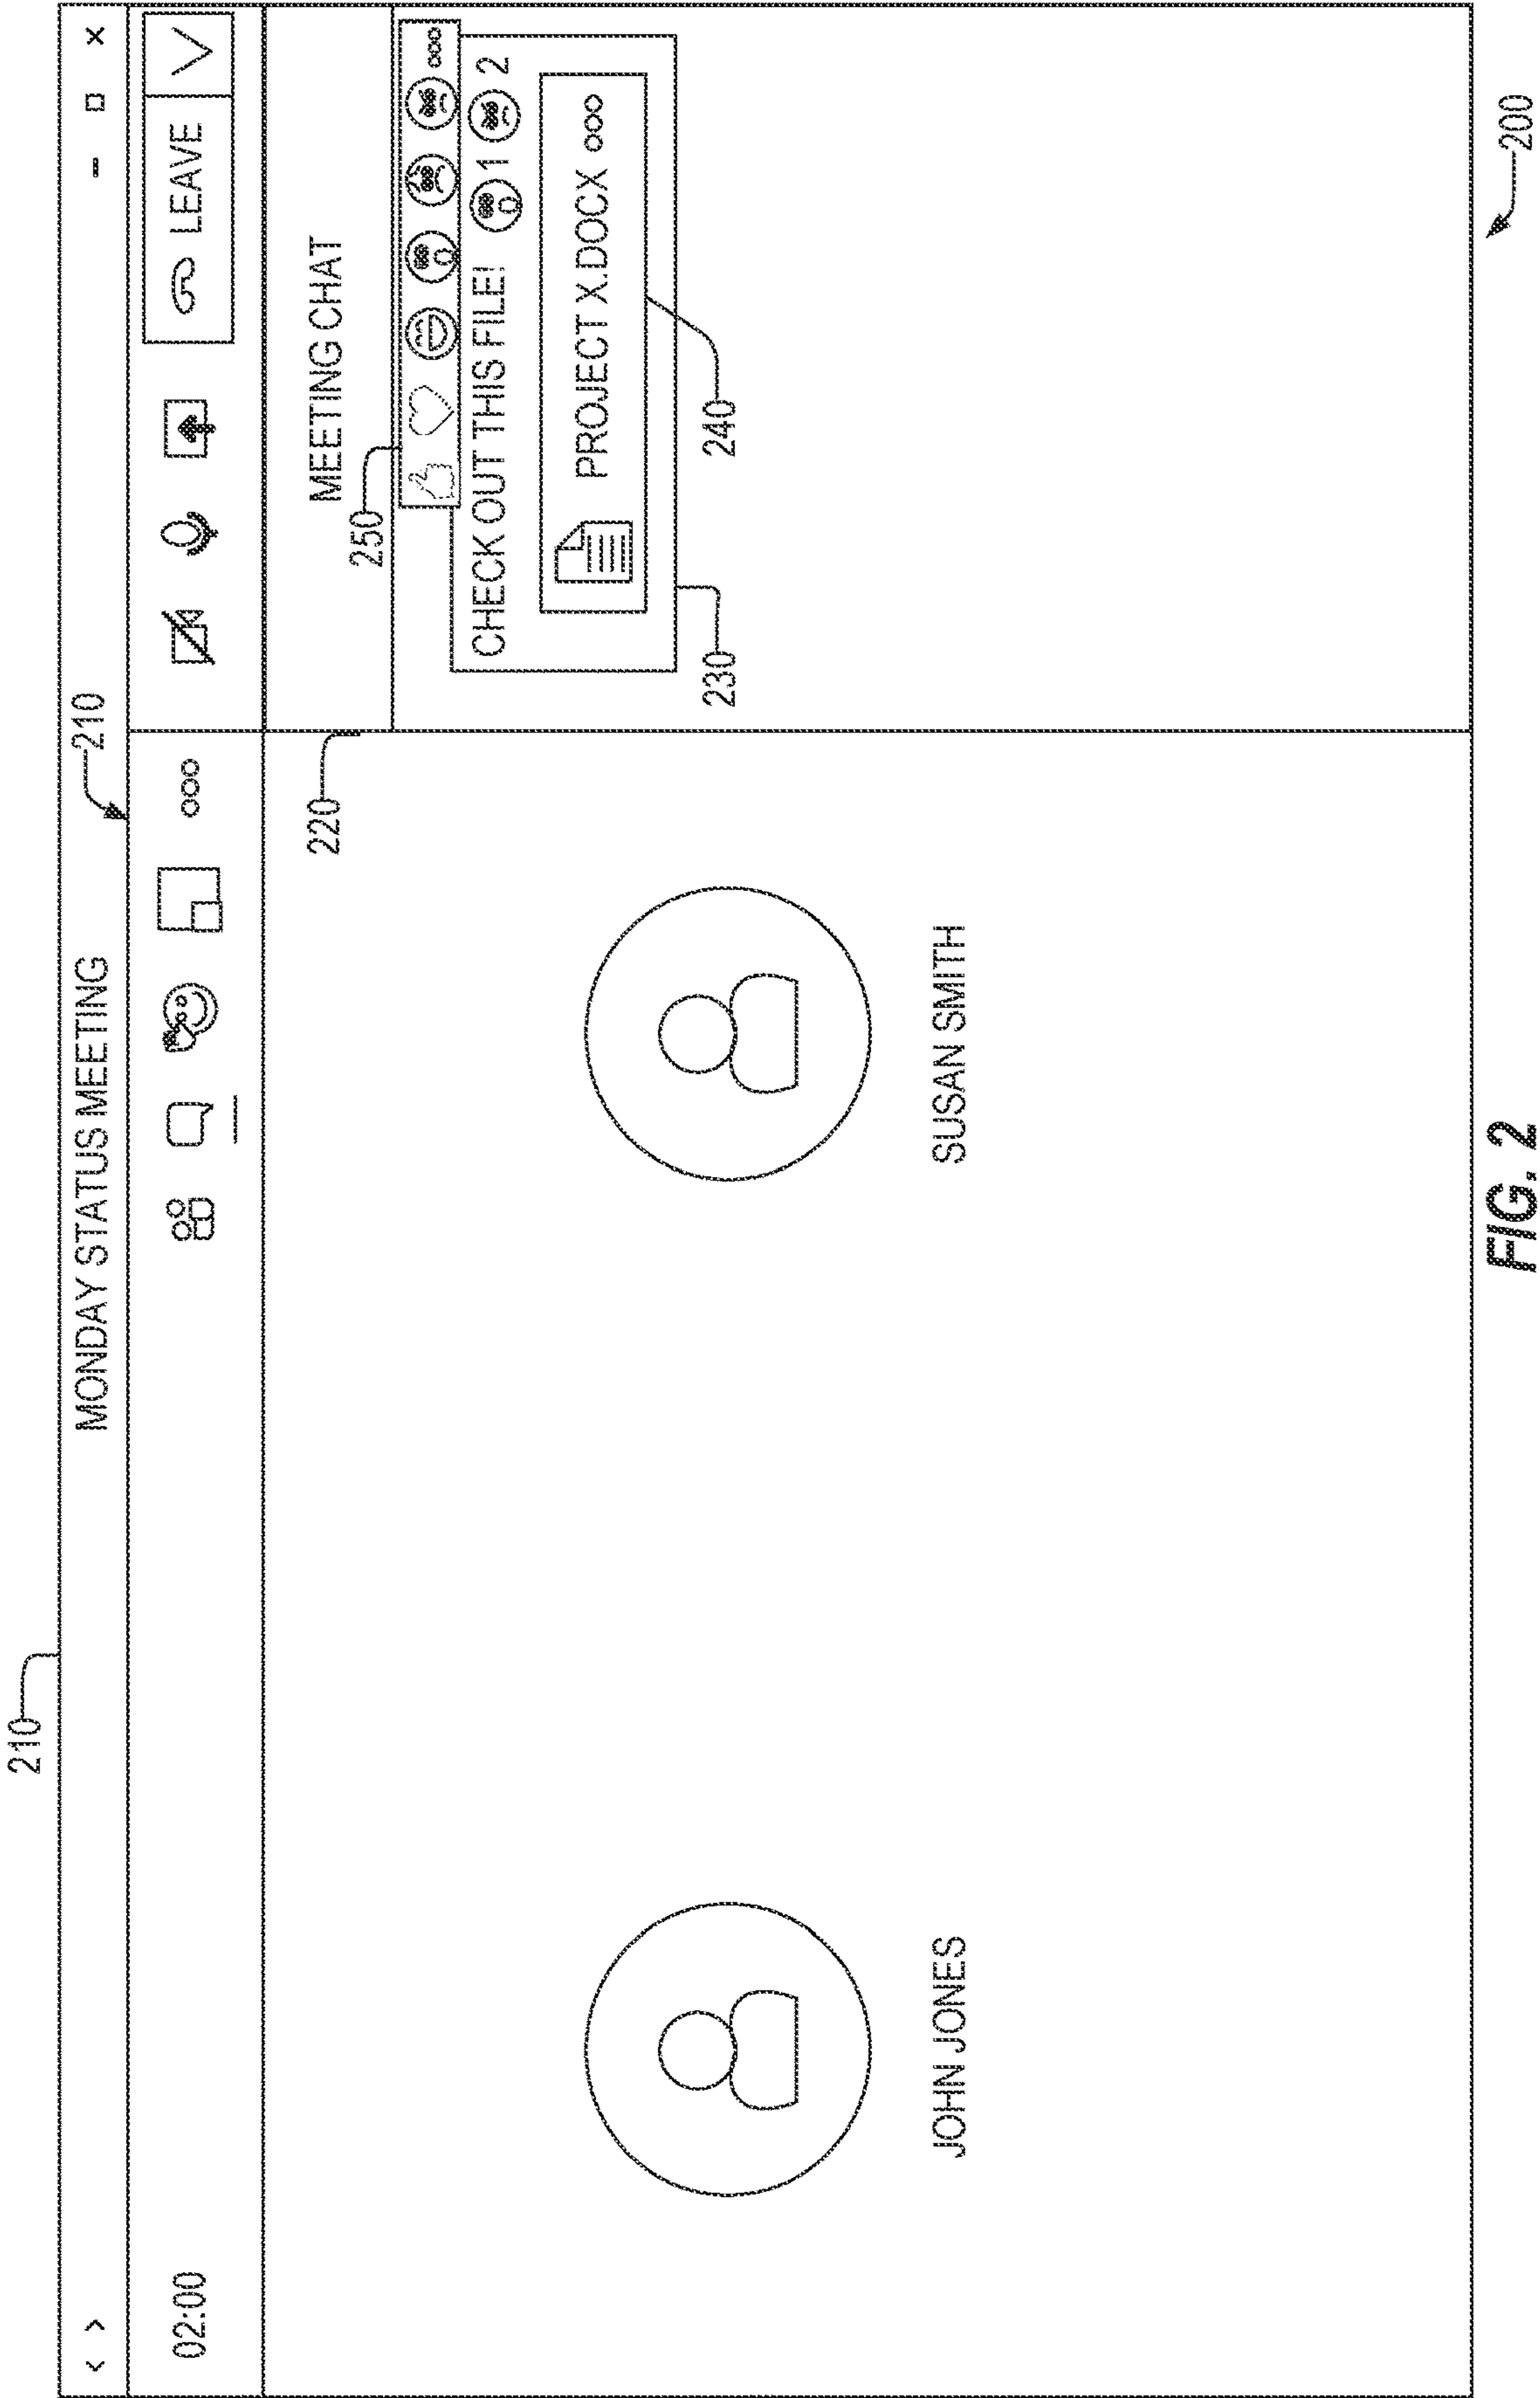 210
MONDAY STATUS MEETING
210
02:00
LEAVE
220
MEETING CHAT
250
CHECK OUT THIS FILE! 1 2
PROJECT X.DOCX
230
240
JOHN JONES
SUSAN SMITH
200
FIG. 2